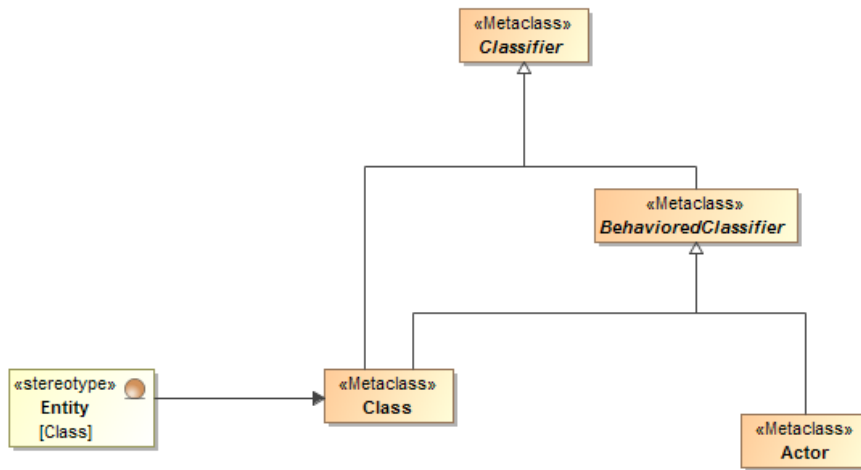 «Metaclass»
Classifier
«Metaclass»
BehavioredClassifier
«stereotype»
Entity
[Class]
«Metaclass»
Class
«Metaclass»
Actor